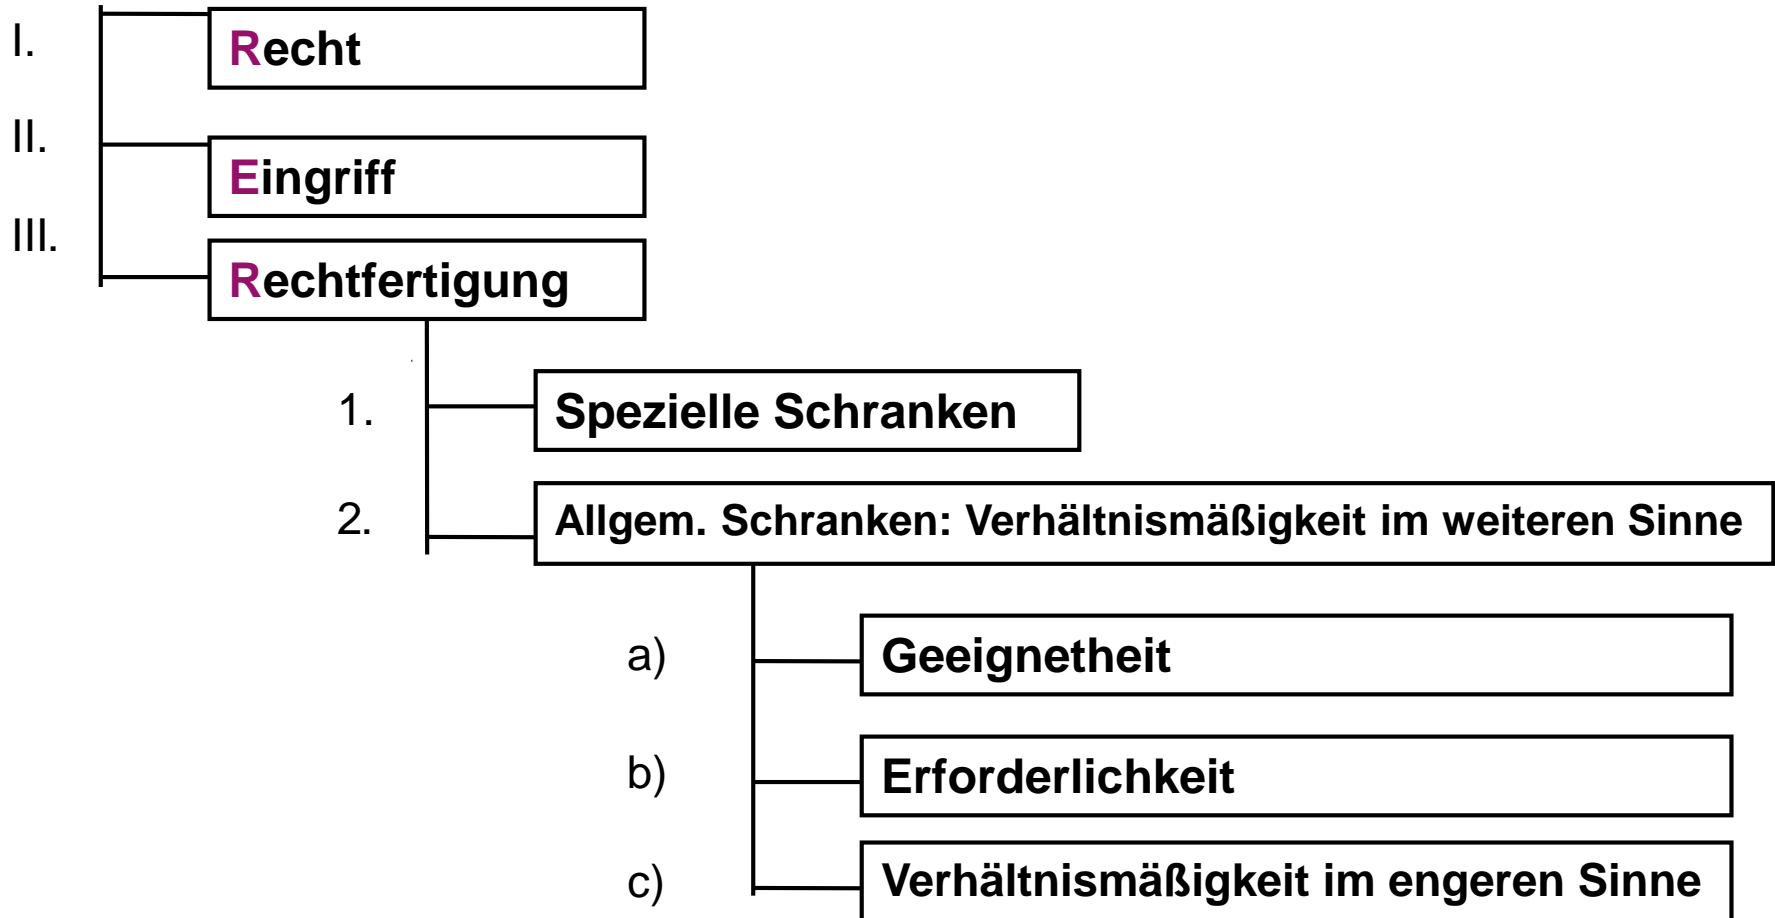 I. Recht
II. Eingriff
III. Rechtfertigung
1. Spezielle Schranken
2. Allgem. Schranken: Verhältnismäßigkeit im weiteren Sinne
a) Geeignetheit
b) Erforderlichkeit
c) Verhältnismäßigkeit im engeren Sinne